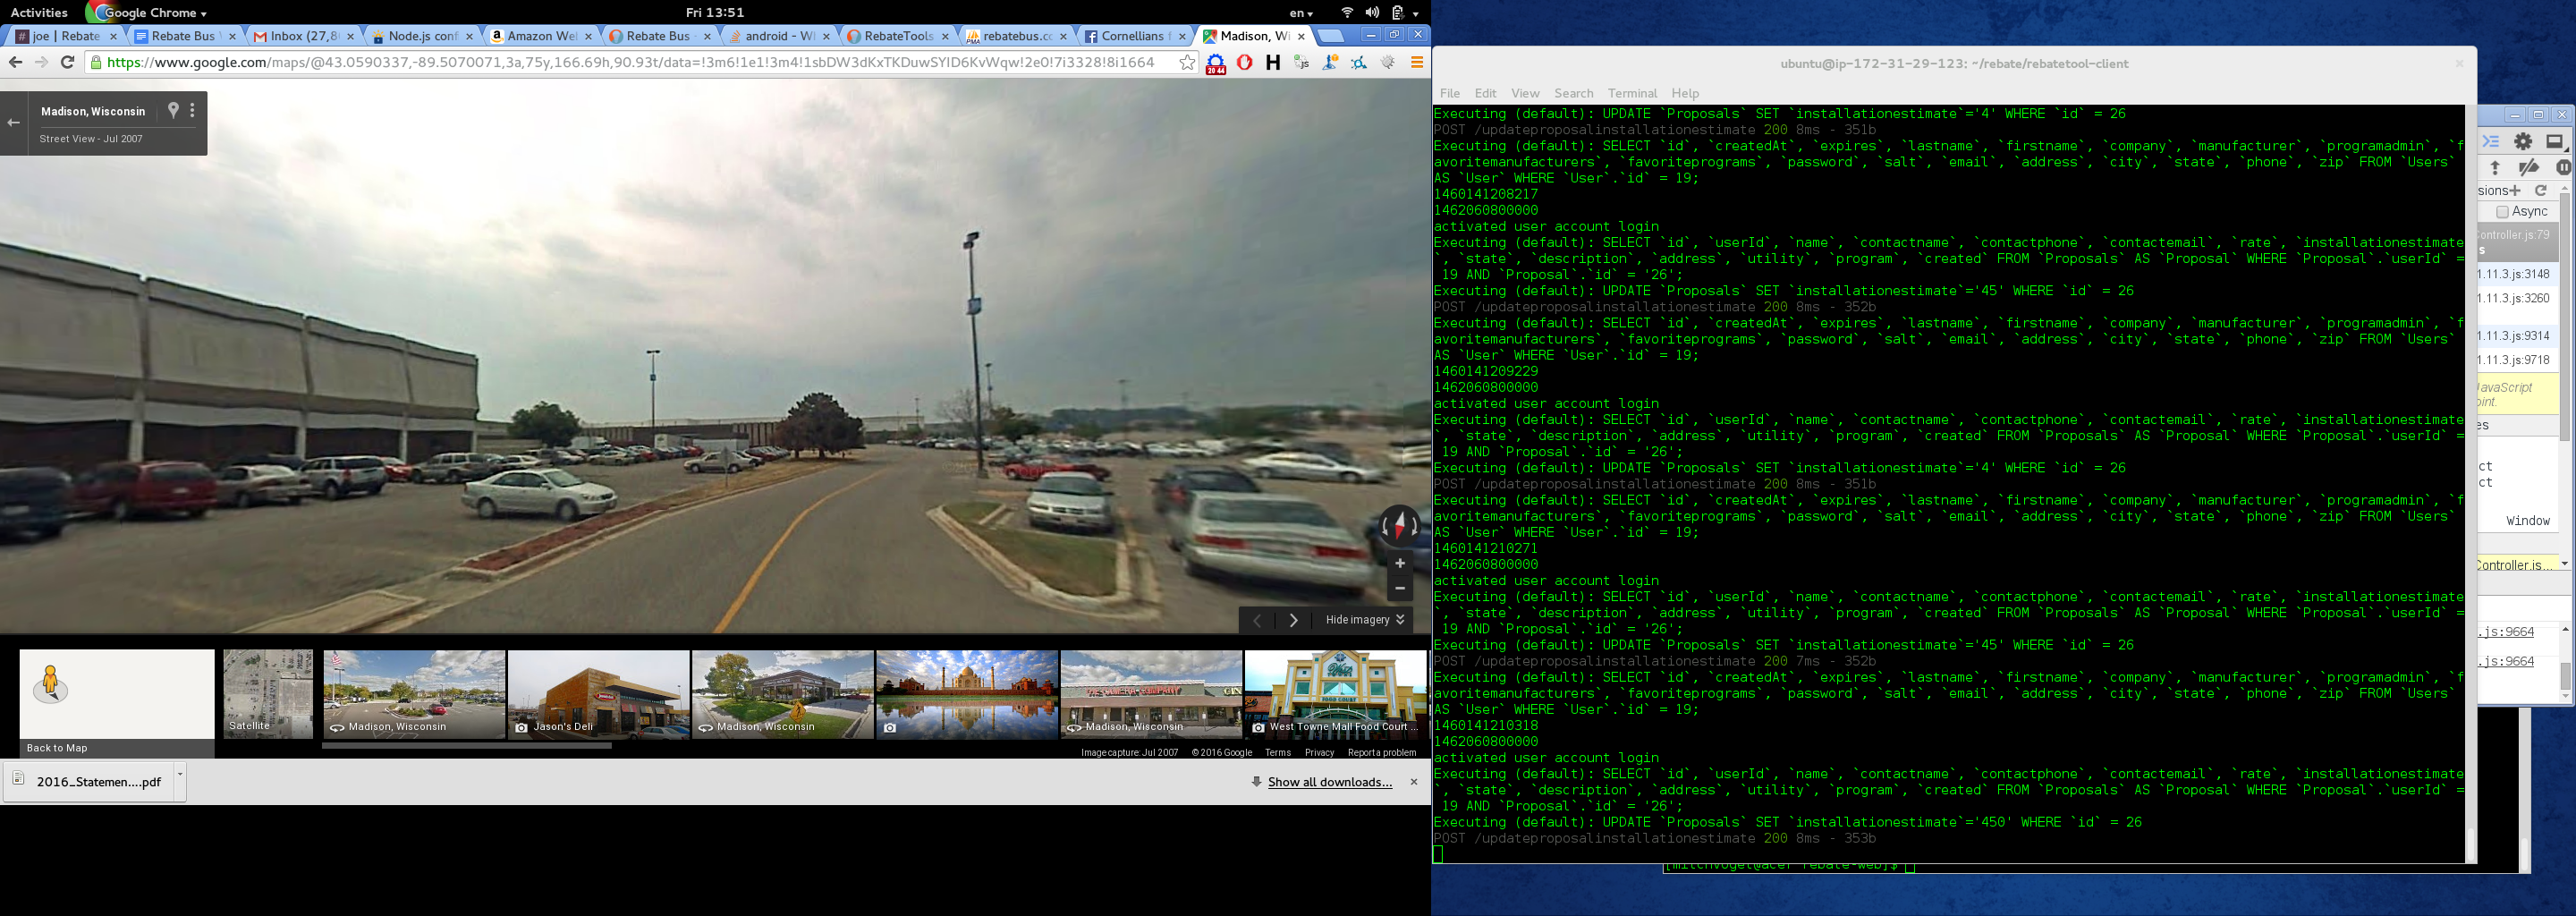 Activities
Google Chrome
Fri 13:51
en
joe | Rebate
Rebate Bus
Inbox (27,8
Node.js conf
Amazon We
Rebate Bus
android - W
RebateTools
rebatebus.cc
Cornellians f
Madison, Wi
https://www.google.com/maps/@43.0590337,-89.5070071,3a,75y,166.69h,90.93t/data=!3m6!1e1!3m4!1sbDW3dKxTKDuwSYID6KvWqw!2e0!7i3328!8i1664
20 44
H
Madison, Wisconsin
Street View - Jul 2007
Hide imagery
Back to Map
Satellite
Madison, Wisconsin
Jason's Deli
Madison, Wisconsin
Madison, Wisconsin
West Towne Mall Food Court ...
Image capture: Jul 2007 © 2016 Google Terms Privacy Report a problem
2016_Statemen....pdf
Show all downloads...
ubuntu@ip-172-31-29-123: ~/rebate/rebatetool-client
File Edit View Search Terminal Help
Executing (default): UPDATE `Proposals` SET `installationestimate`='4' WHERE `id` = 26
POST /updateproposalinstallationestimate 200 8ms - 351b
Executing (default): SELECT `id`, `createdAt`, `expires`, `lastname`, `firstname`, `company`, `manufacturer`, `programadmin`, `f
avoritemanufacturers`, `favoriteprograms`, `password`, `salt`, `email`, `address`, `city`, `state`, `phone`, `zip` FROM `Users`
AS `User` WHERE `User`.`id` = 19;
1460141208217
1462060800000
activated user account login
Executing (default): SELECT `id`, `userId`, `name`, `contactname`, `contactphone`, `contactemail`, `rate`, `installationestimate
`, `state`, `description`, `address`, `utility`, `program`, `created` FROM `Proposals` AS `Proposal` WHERE `Proposal`.`userId` =
19 AND `Proposal`.`id` = '26';
Executing (default): UPDATE `Proposals` SET `installationestimate`='45' WHERE `id` = 26
POST /updateproposalinstallationestimate 200 8ms - 352b
Executing (default): SELECT `id`, `createdAt`, `expires`, `lastname`, `firstname`, `company`, `manufacturer`, `programadmin`, `f
avoritemanufacturers`, `favoriteprograms`, `password`, `salt`, `email`, `address`, `city`, `state`, `phone`, `zip` FROM `Users`
AS `User` WHERE `User`.`id` = 19;
1460141209229
1462060800000
activated user account login
Executing (default): SELECT `id`, `userId`, `name`, `contactname`, `contactphone`, `contactemail`, `rate`, `installationestimate
`, `state`, `description`, `address`, `utility`, `program`, `created` FROM `Proposals` AS `Proposal` WHERE `Proposal`.`userId` =
19 AND `Proposal`.`id` = '26';
Executing (default): UPDATE `Proposals` SET `installationestimate`='4' WHERE `id` = 26
POST /updateproposalinstallationestimate 200 8ms - 351b
Executing (default): SELECT `id`, `createdAt`, `expires`, `lastname`, `firstname`, `company`, `manufacturer`, `programadmin`, `f
avoritemanufacturers`, `favoriteprograms`, `password`, `salt`, `email`, `address`, `city`, `state`, `phone`, `zip` FROM `Users`
AS `User` WHERE `User`.`id` = 19;
1460141210271
1462060800000
activated user account login
Executing (default): SELECT `id`, `userId`, `name`, `contactname`, `contactphone`, `contactemail`, `rate`, `installationestimate
`, `state`, `description`, `address`, `utility`, `program`, `created` FROM `Proposals` AS `Proposal` WHERE `Proposal`.`userId` =
19 AND `Proposal`.`id` = '26';
Executing (default): UPDATE `Proposals` SET `installationestimate`='45' WHERE `id` = 26
POST /updateproposalinstallationestimate 200 7ms - 352b
Executing (default): SELECT `id`, `createdAt`, `expires`, `lastname`, `firstname`, `company`, `manufacturer`, `programadmin`, `f
avoritemanufacturers`, `favoriteprograms`, `password`, `salt`, `email`, `address`, `city`, `state`, `phone`, `zip` FROM `Users`
AS `User` WHERE `User`.`id` = 19;
1460141210318
1462060800000
activated user account login
Executing (default): SELECT `id`, `userId`, `name`, `contactname`, `contactphone`, `contactemail`, `rate`, `installationestimate
`, `state`, `description`, `address`, `utility`, `program`, `created` FROM `Proposals` AS `Proposal` WHERE `Proposal`.`userId` =
19 AND `Proposal`.`id` = '26';
Executing (default): UPDATE `Proposals` SET `installationestimate`='450' WHERE `id` = 26
POST /updateproposalinstallationestimate 200 8ms - 353b
sions
Async
Controller.js:79
s
1.11.3.js:3148
1.11.3.js:3260
1.11.3.js:9314
1.11.3.js:9718
JavaScript
oint.
es
ct
ct
Window
Controller.js...
.js:9664
.js:9664
[mitchvogel@acer rebate-web]$